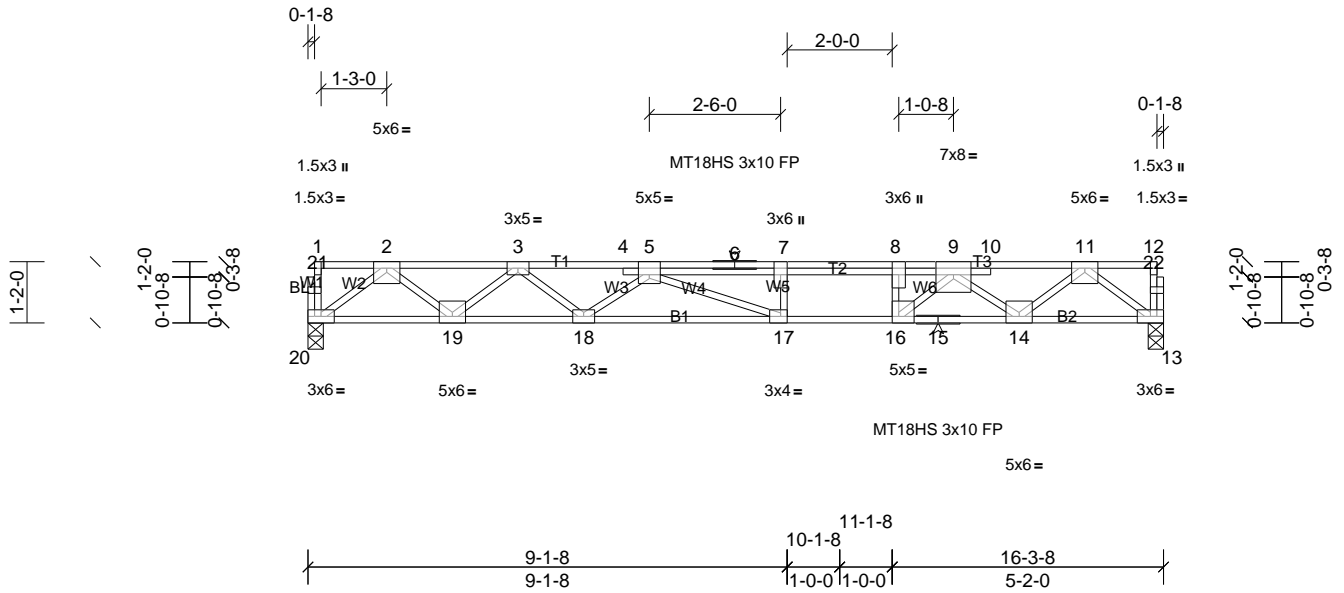 0-1-8
2-0-0
1-3-0
2-6-0
1-0-8
0-1-8
5x6 =
7x8 =
MT18HS 3x10 FP
1.5x3 II
1.5x3 II
1.5x3 =
5x5 =
3x6 II
5x6 =
1.5x3 =
3x5 =
3x6 II
1 2 3 4 5 6 7 8 9 10 11 12
21 T1 T2 T3 22
W1 W2 W3 W4 W5 W6
B1 B2
1-2-0
1-2-0
0-10-8
0-10-8
0-3-8
1-2-0
0-10-8
0-10-8
0-3-8
20 19 18 17 16 15 14 13
3x5 =
5x5 =
3x6 =
5x6 =
3x4 =
3x6 =
MT18HS 3x10 FP
5x6 =
11-1-8
10-1-8
9-1-8
16-3-8
9-1-8
1-0-0
1-0-0
5-2-0